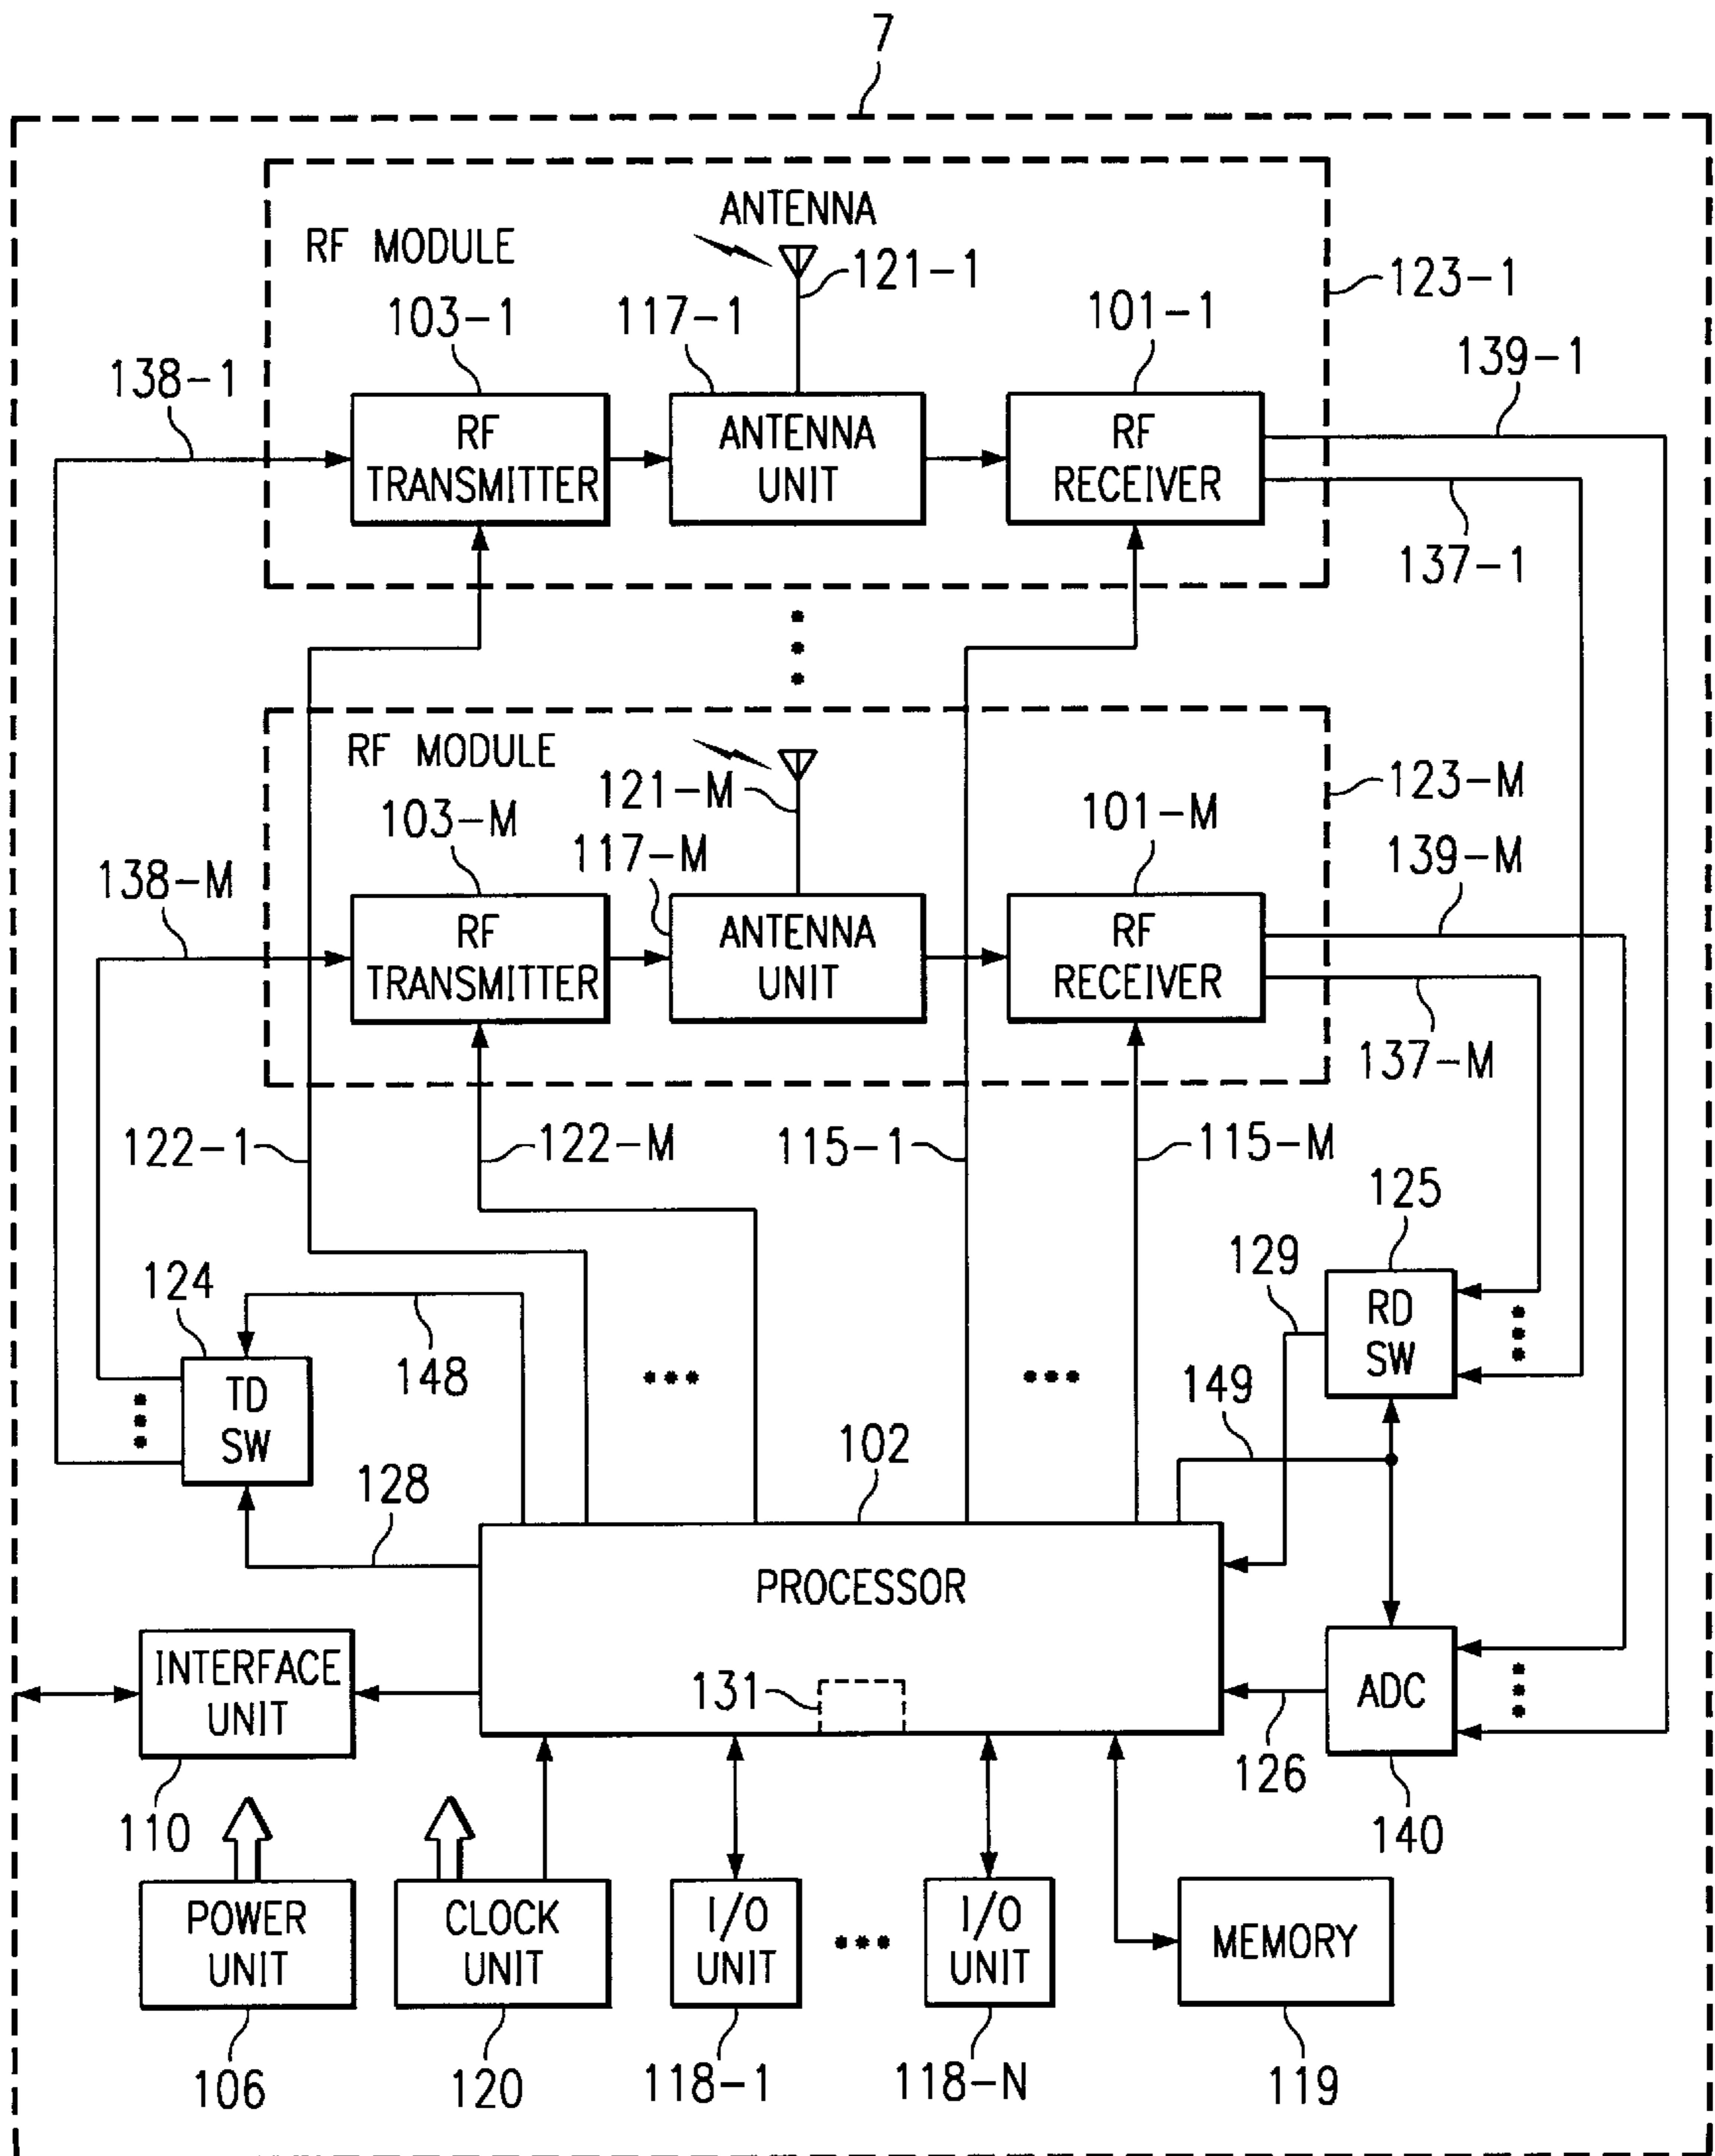 7
ANTENNA
RF MODULE
121-1
123-1
103-1
117-1
101-1
138-1
139-1
RF
TRANSMITTER
ANTENNA
UNIT
RF
RECEIVER
137-1
RF MODULE
121-M
123-M
103-M
117-M
101-M
139-M
138-M
RF
TRANSMITTER
ANTENNA
UNIT
RF
RECEIVER
137-M
122-1
122-M
115-1
115-M
125
129
124
RD
SW
148
149
TD
SW
102
128
PROCESSOR
INTERFACE
UNIT
131
ADC
126
110
140
POWER
UNIT
CLOCK
UNIT
I/O
UNIT
I/O
UNIT
MEMORY
106
120
118-1
118-N
119